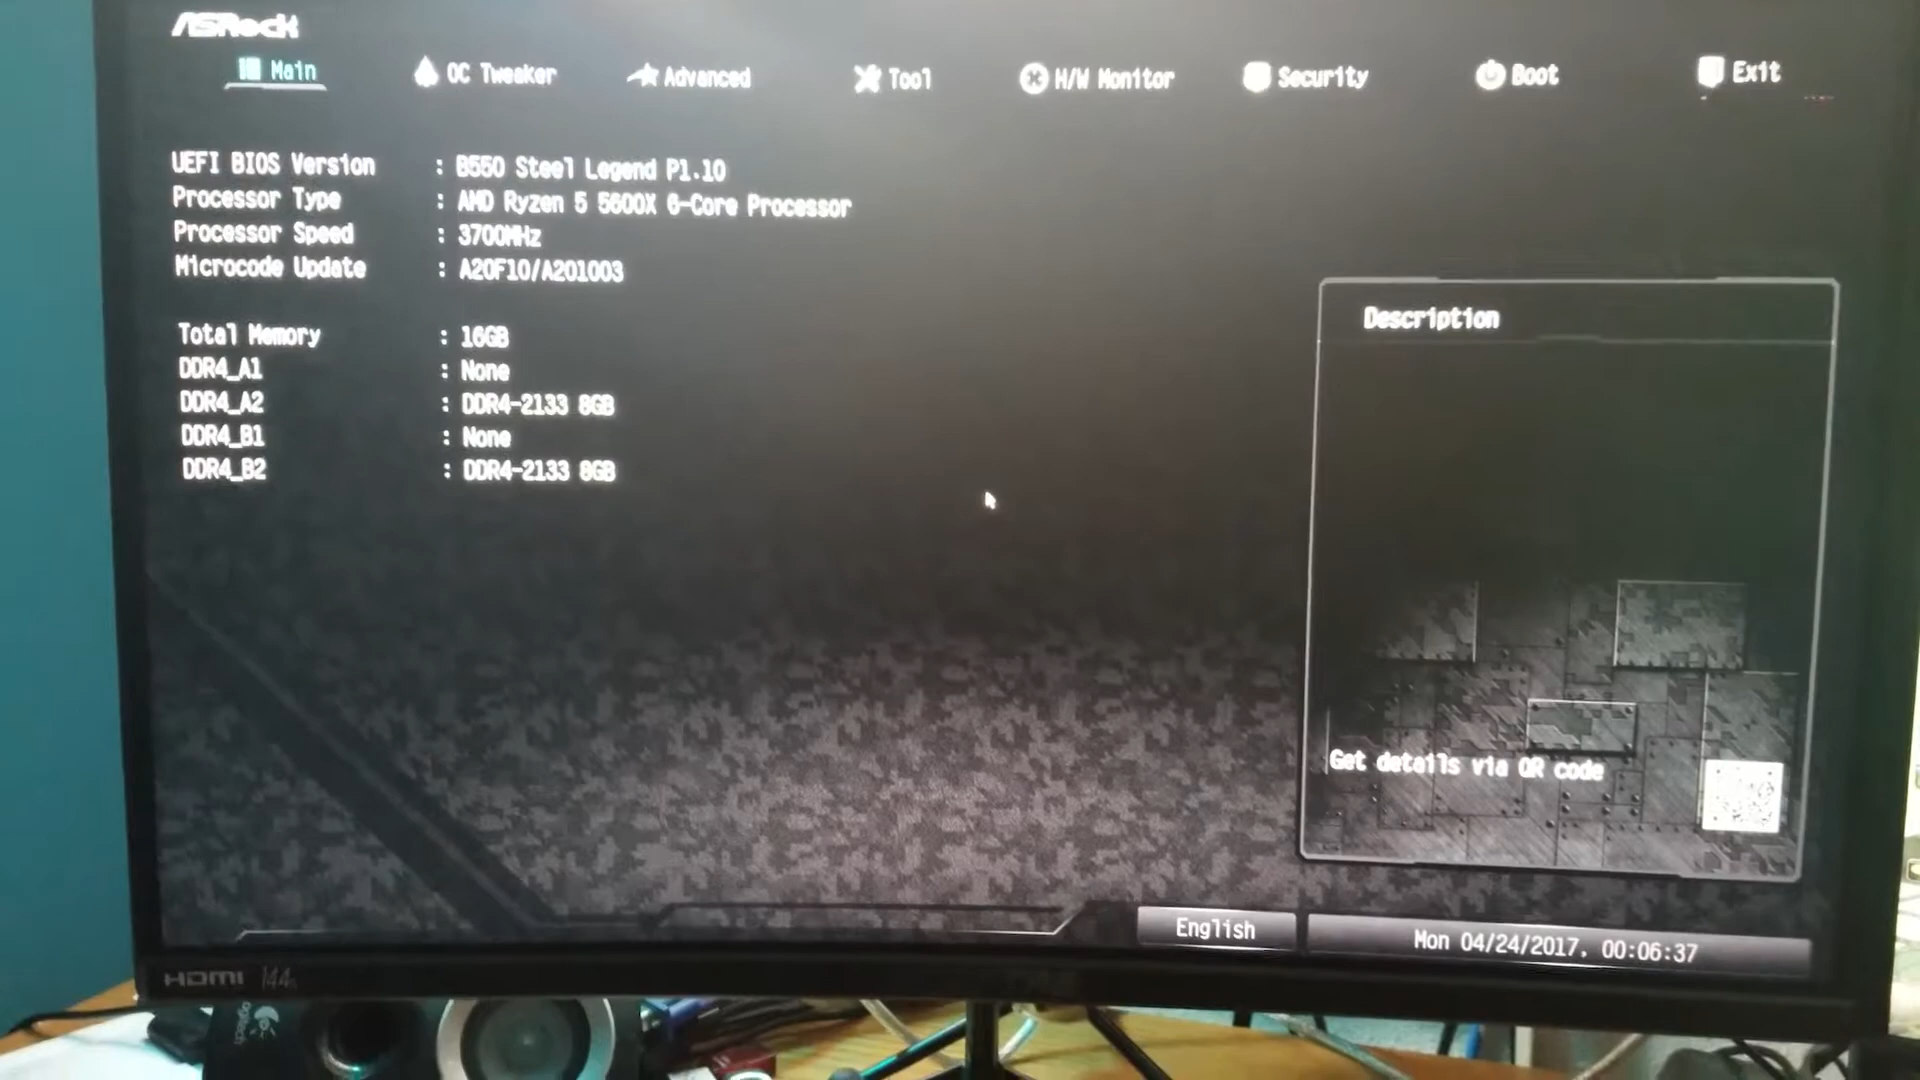 ASRock
Main OC Tweaker Advanced Tool H/W Monitor Security Boot Exit
UEFI BIOS Version : B550 Steel Legend P1.10
Processor Type : AMD Ryzen 5 5600X 6-Core Processor
Processor Speed : 3700MHz
Microcode Update : A20F10/A201003
Total Memory : 16GB
DDR4_A1 : None
DDR4_A2 : DDR4-2133 8GB
DDR4_B1 : None
DDR4_B2 : DDR4-2133 8GB
Description
Get details via QR code
English
Mon 04/24/2017, 00:06:37
HDMI 144
logitech